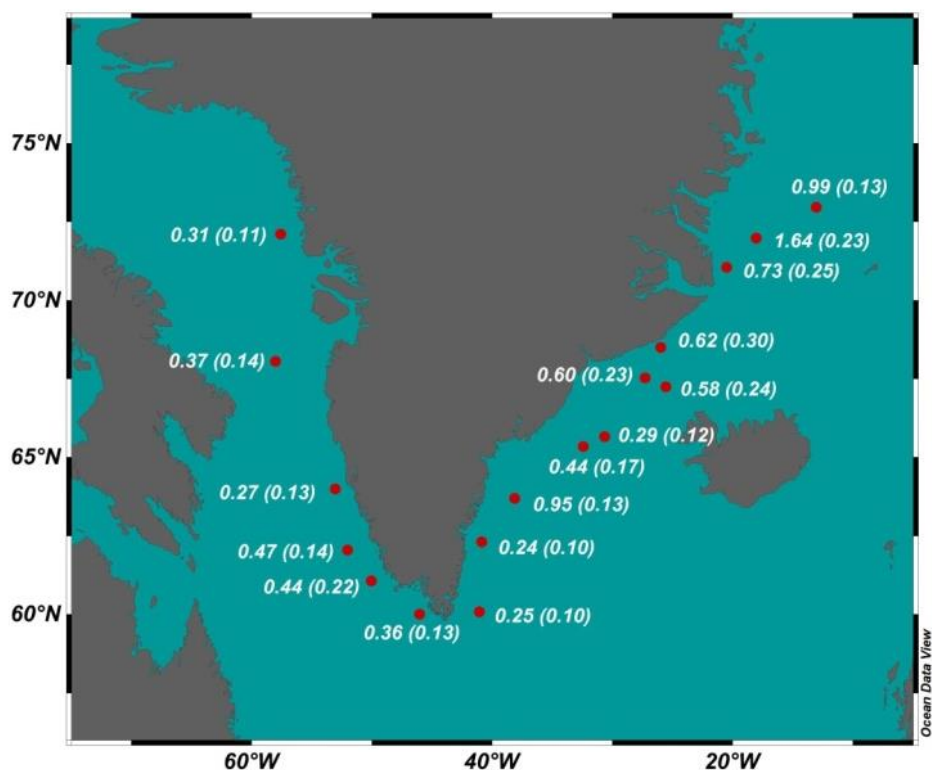 75°N
0.99 (0.13)
0.31 (0.11)
1.64 (0.23)
0.73 (0.25)
70°N
0.62 (0.30)
0.37 (0.14)
0.60 (0.23)
0.58 (0.24)
0.29 (0.12)
65°N
0.44 (0.17)
0.27 (0.13)
0.95 (0.13)
0.47 (0.14)
0.24 (0.10)
0.44 (0.22)
60°N
0.25 (0.10)
0.36 (0.13)
Ocean Data View
60°W
40°W
20°W